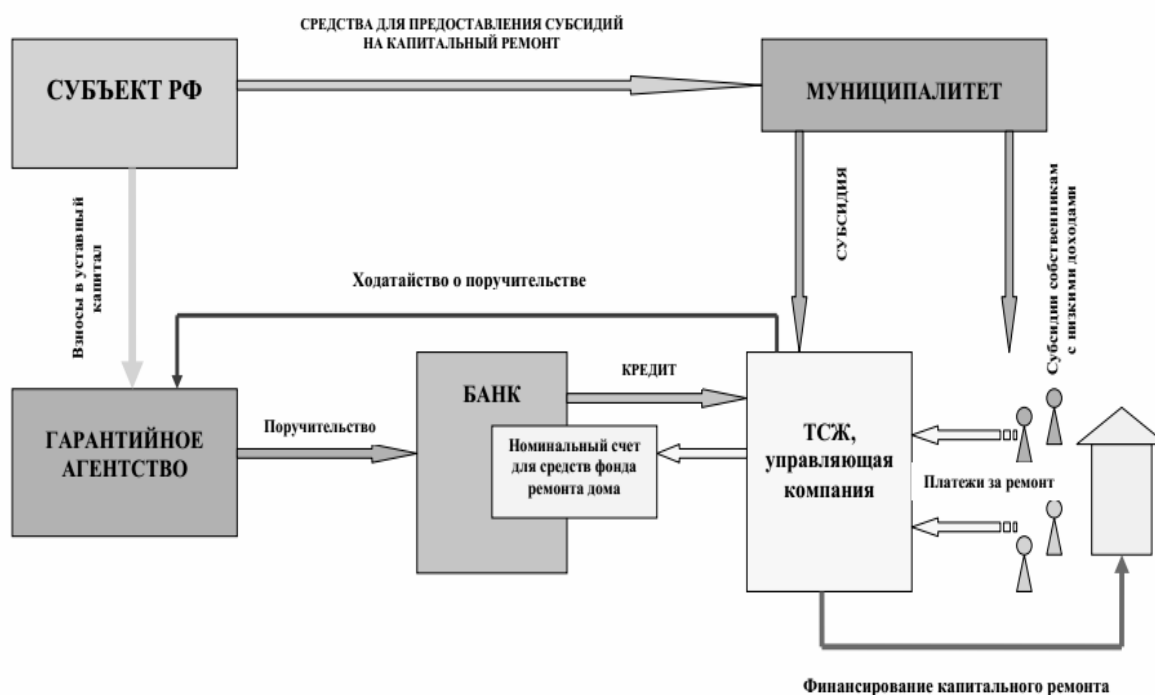 СРЕДСТВА ДЛЯ ПРЕДОСТАВЛЕНИЯ СУБСИДИЙ
НА КАПИТАЛЬНЫЙ РЕМОНТ
СУБЪЕКТ РФ
МУНИЦИПАЛИТЕТ
Взносы в уставный
капитал
СУБСИДИЯ
Субсидии собственникам
с низкими доходами
Ходатайство о поручительстве
ГАРАНТИЙНОЕ
АГЕНТСТВО
Поручительство
БАНК
КРЕДИТ
Номинальный счет
для средств фонда
ремонта дома
ТСЖ,
управляющая
компания
Платежи за ремонт
Финансирование капитального ремонта